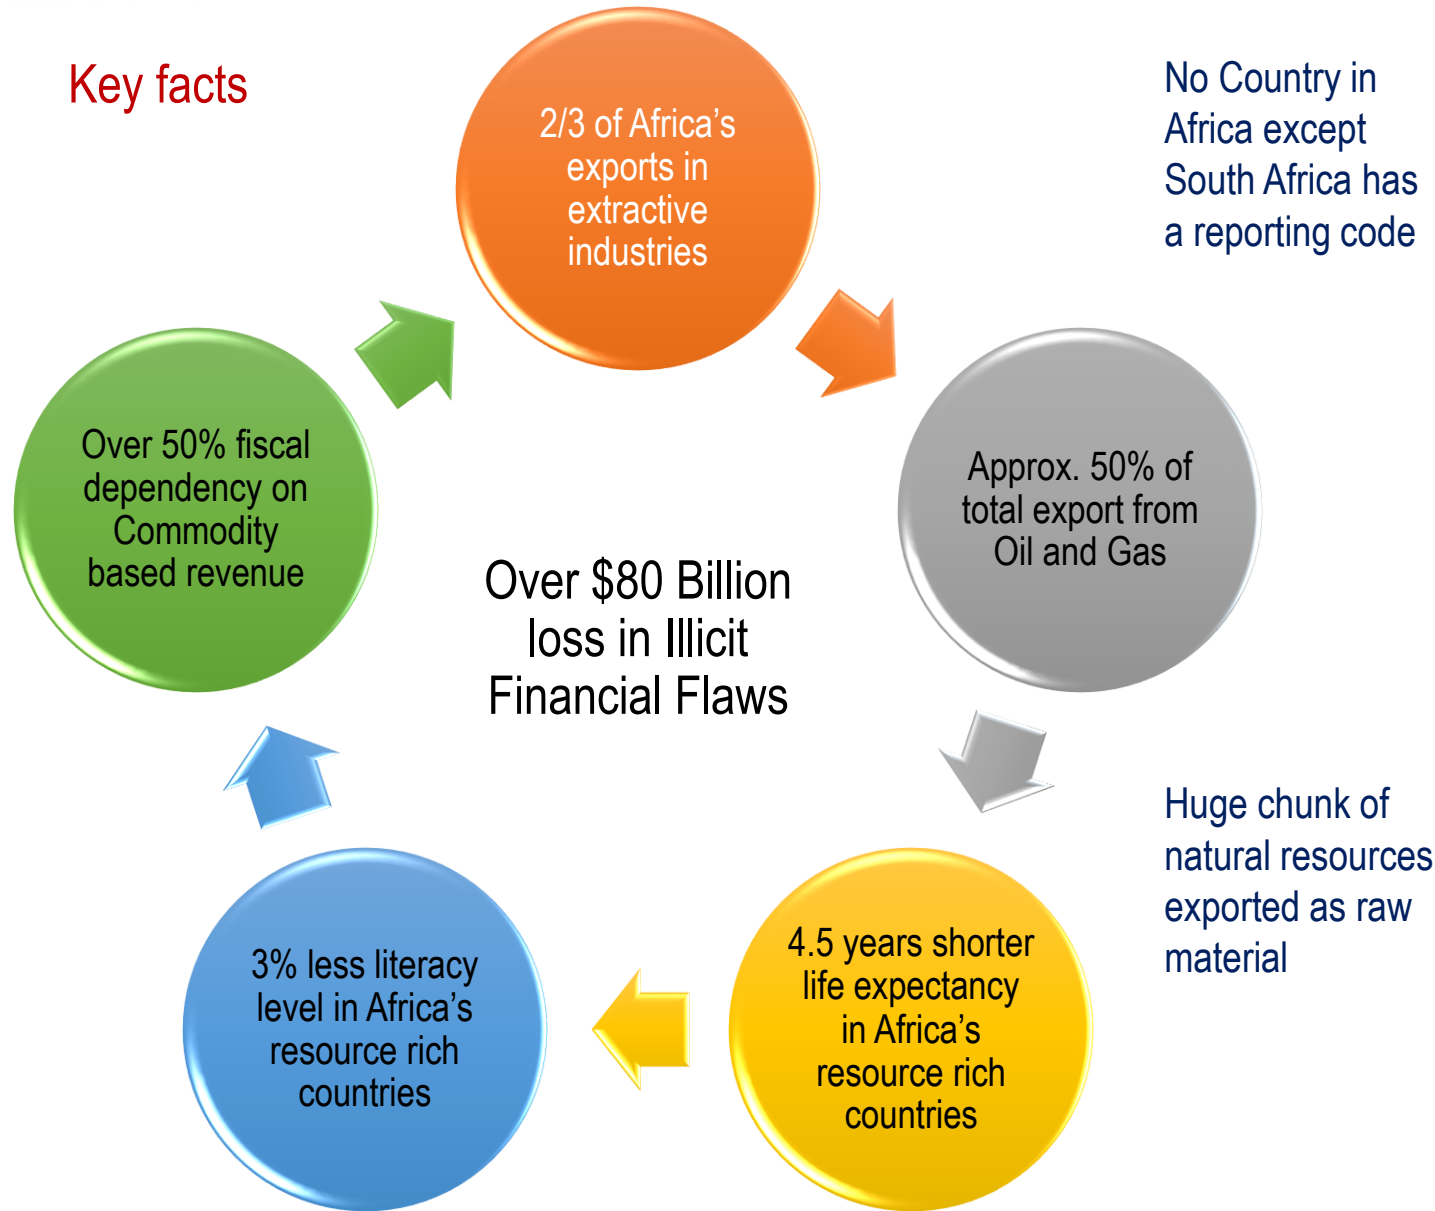 Key facts
2/3 of Africa's
exports in
extractive
industries
No Country in
Africa except
South Africa has
a reporting code
Over 50% fiscal
dependency on
Commodity
based revenue
Approx. 50% of
total export from
Oil and Gas
Over $80 Billion
loss in Illicit
Financial Flaws
Huge chunk of
natural resources
exported as raw
material
3% less literacy
level in Africa's
resource rich
countries
4.5 years shorter
life expectancy
in Africa's
resource rich
countries